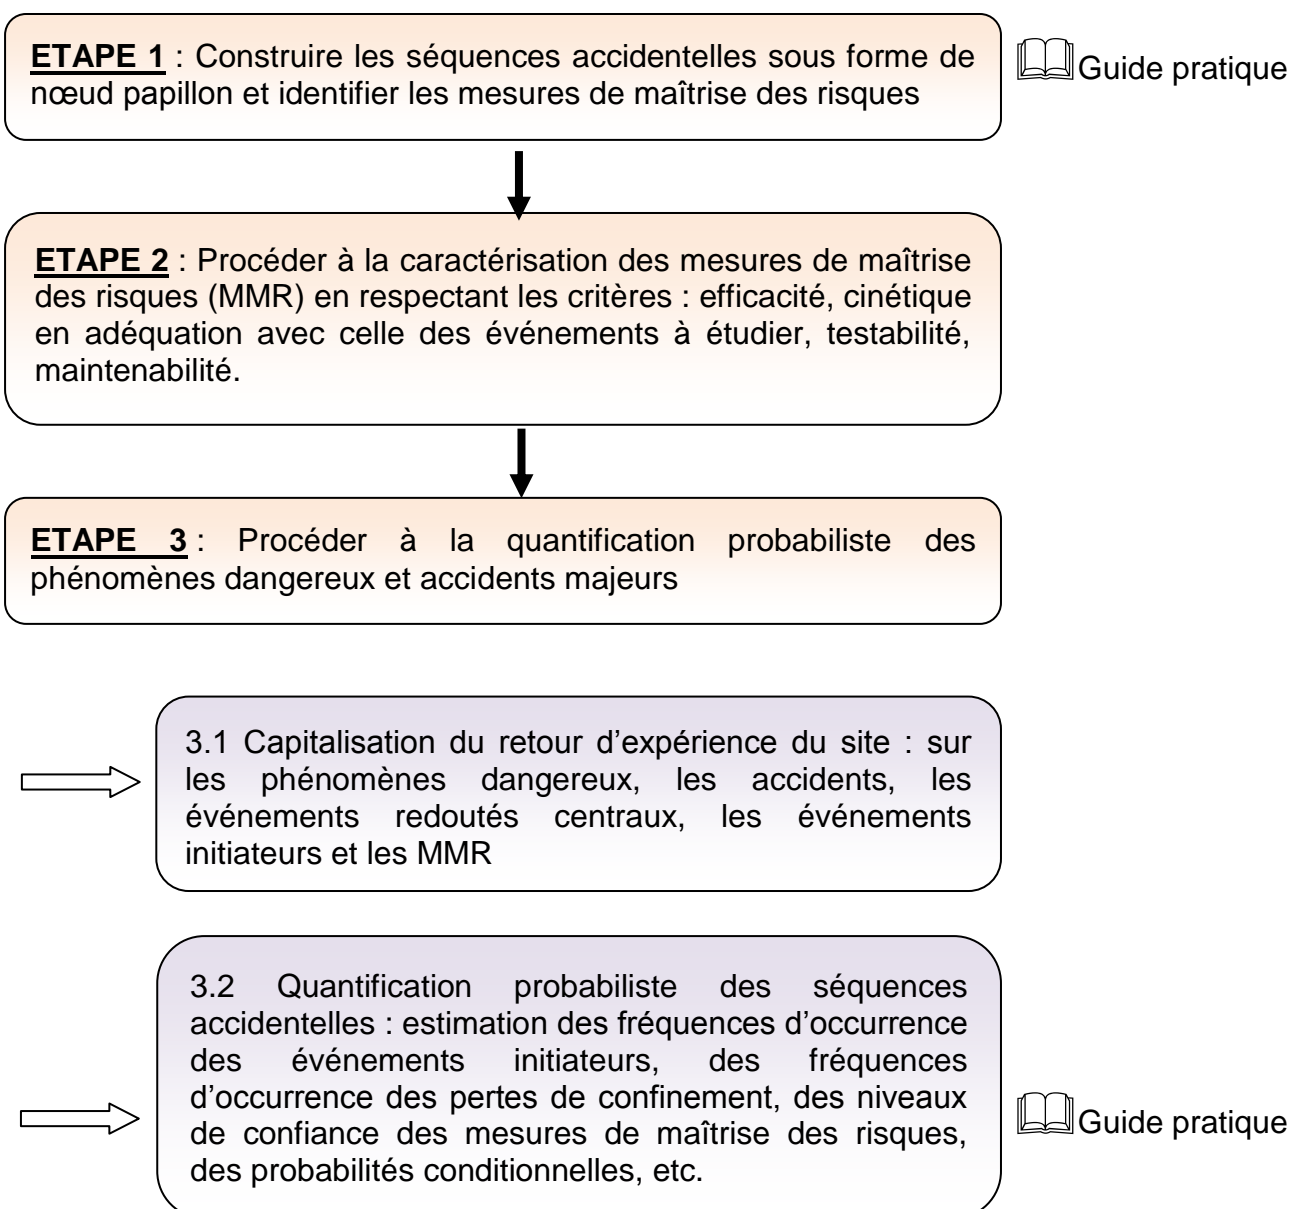 ETAPE 1 : Construire les séquences accidentelles sous forme de
nœud papillon et identifier les mesures de maîtrise des risques
Guide pratique
ETAPE 2 : Procéder à la caractérisation des mesures de maîtrise
des risques (MMR) en respectant les critères : efficacité, cinétique
en adéquation avec celle des événements à étudier, testabilité,
maintenabilité.
ETAPE 3 : Procéder à la quantification probabiliste des
phénomènes dangereux et accidents majeurs
3.1 Capitalisation du retour d’expérience du site : sur
les phénomènes dangereux, les accidents, les
événements redoutés centraux, les événements
initiateurs et les MMR
3.2 Quantification probabiliste des séquences
accidentelles : estimation des fréquences d’occurrence
des événements initiateurs, des fréquences
d’occurrence des pertes de confinement, des niveaux
de confiance des mesures de maîtrise des risques,
des probabilités conditionnelles, etc.
Guide pratique